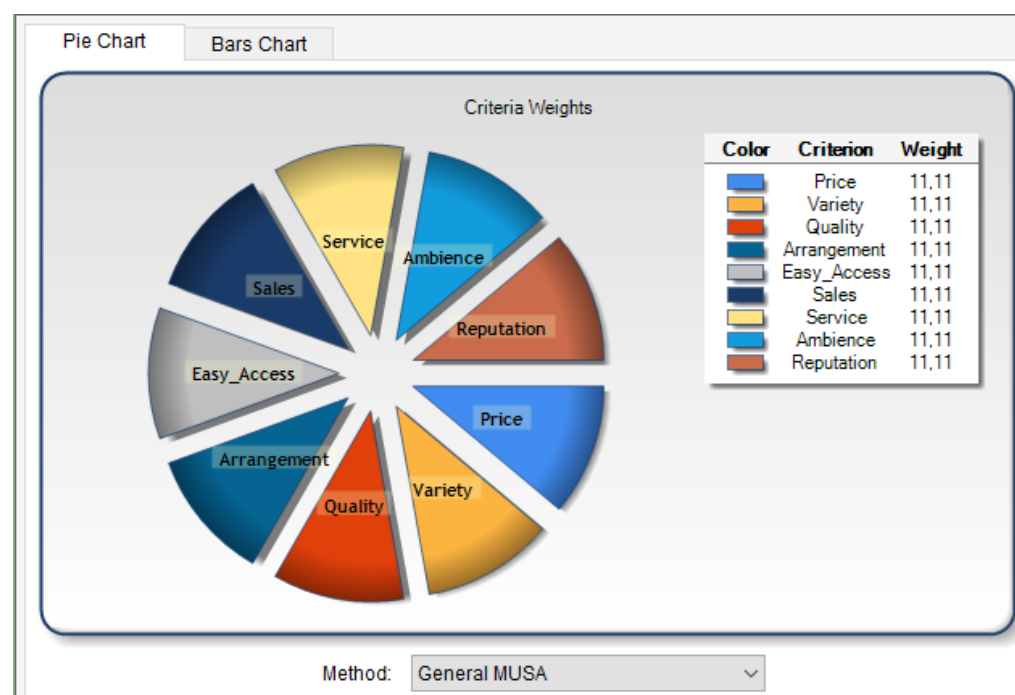 Pie Chart
Bars Chart
Criteria Weights
Color Criterion Weight
Price 11,11
Variety 11,11
Quality 11,11
Arrangement 11,11
Easy_Access 11,11
Sales 11,11
Service 11,11
Ambience 11,11
Reputation 11,11
Service
Ambience
Sales
Reputation
Easy_Access
Price
Arrangement
Variety
Quality
Method: General MUSA